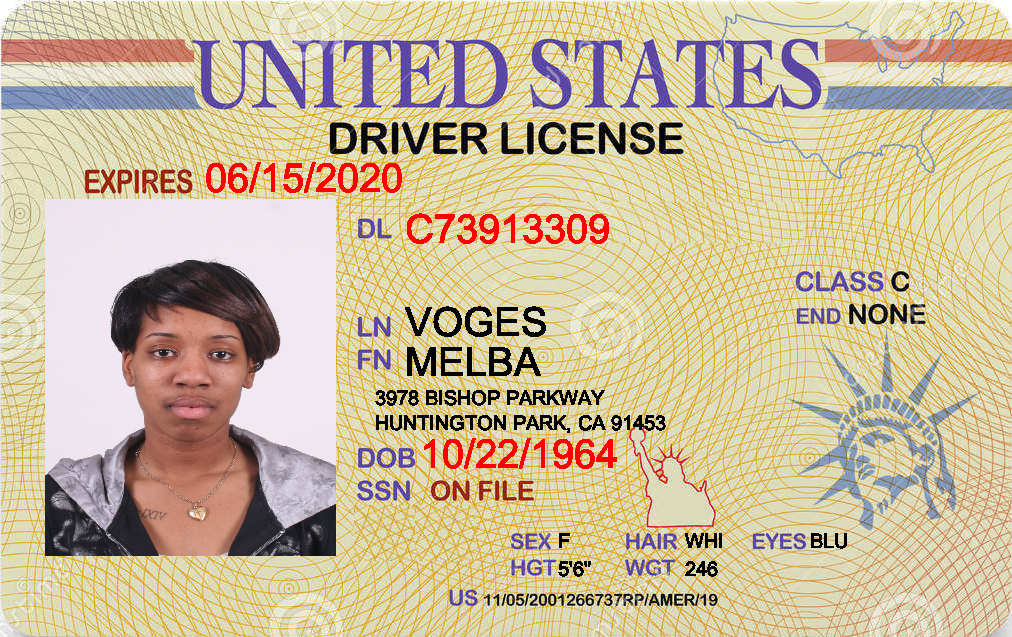 UNITED STATES
DRIVER LICENSE
EXPIRES 06/15/2020
DL C73913309
CLASS C
END NONE
LN VOGES
FN MELBA
3978 BISHOP PARKWAY
HUNTINGTON PARK, CA 91453
DOB 10/22/1964
SSN ON FILE
SEX F HAIR WHI EYES BLU
HGT 5'6" WGT 246
US 11/05/2001266737RP/AMER/19
XIV